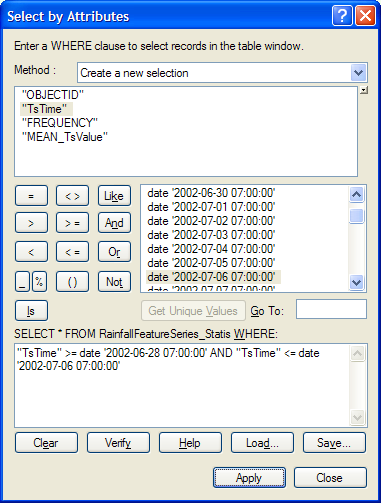 Select by Attributes
Enter a WHERE clause to select records in the table window.
Method : Create a new selection
"OBJECTID"
"TsTime"
"FREQUENCY"
"MEAN_TsValue"
= < > Like
> > = And
< < = Or
_ % ( ) Not
Is
date '2002-06-30 07:00:00'
date '2002-07-01 07:00:00'
date '2002-07-02 07:00:00'
date '2002-07-03 07:00:00'
date '2002-07-04 07:00:00'
date '2002-07-05 07:00:00'
date '2002-07-06 07:00:00'
date '2002-07-07 07:00:00'
Get Unique Values Go To:
SELECT * FROM RainfallFeatureSeries_Statis WHERE:
"TsTime" >= date '2002-06-28 07:00:00' AND "TsTime" <= date
'2002-07-06 07:00:00'
Clear Verify Help Load... Save...
Apply Close